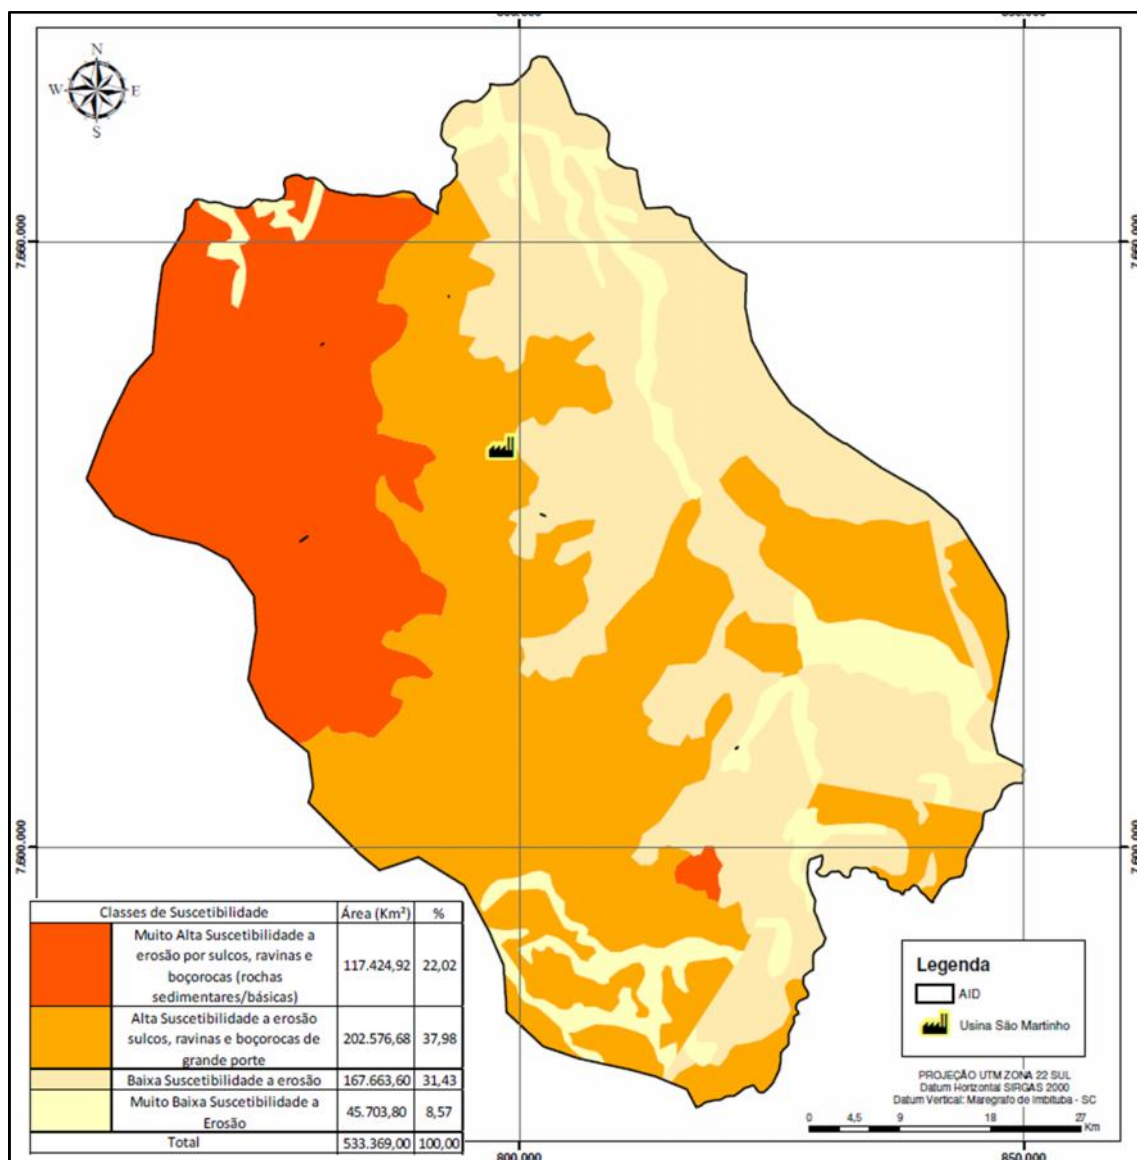 800.000
850.000
N
W E
S
7.660.000
7.660.000
7.600.000
7.600.000
Classes de Suscetibilidade Área (Km²) %
Muito Alta Suscetibilidade a
erosão por sulcos, ravinas e
boçorocas (rochas
sedimentares/básicas)
117.424,92 22,02
Alta Suscetibilidade a erosão
sulcos, ravinas e boçorocas de
grande porte
202.576,68 37,98
Baixa Suscetibilidade a erosão 167.663,60 31,43
Muito Baixa Suscetibilidade a
Erosão
45.703,80 8,57
Total 533.369,00 100,00
Legenda
AID
Usina São Martinho
PROJEÇÃO UTM ZONA 22 SUL
Datum Horizontal SIRGAS 2000
Datum Vertical: Maregrafo de Imbituba - SC
0 4,5 9 18 27
Km
800.000
850.000